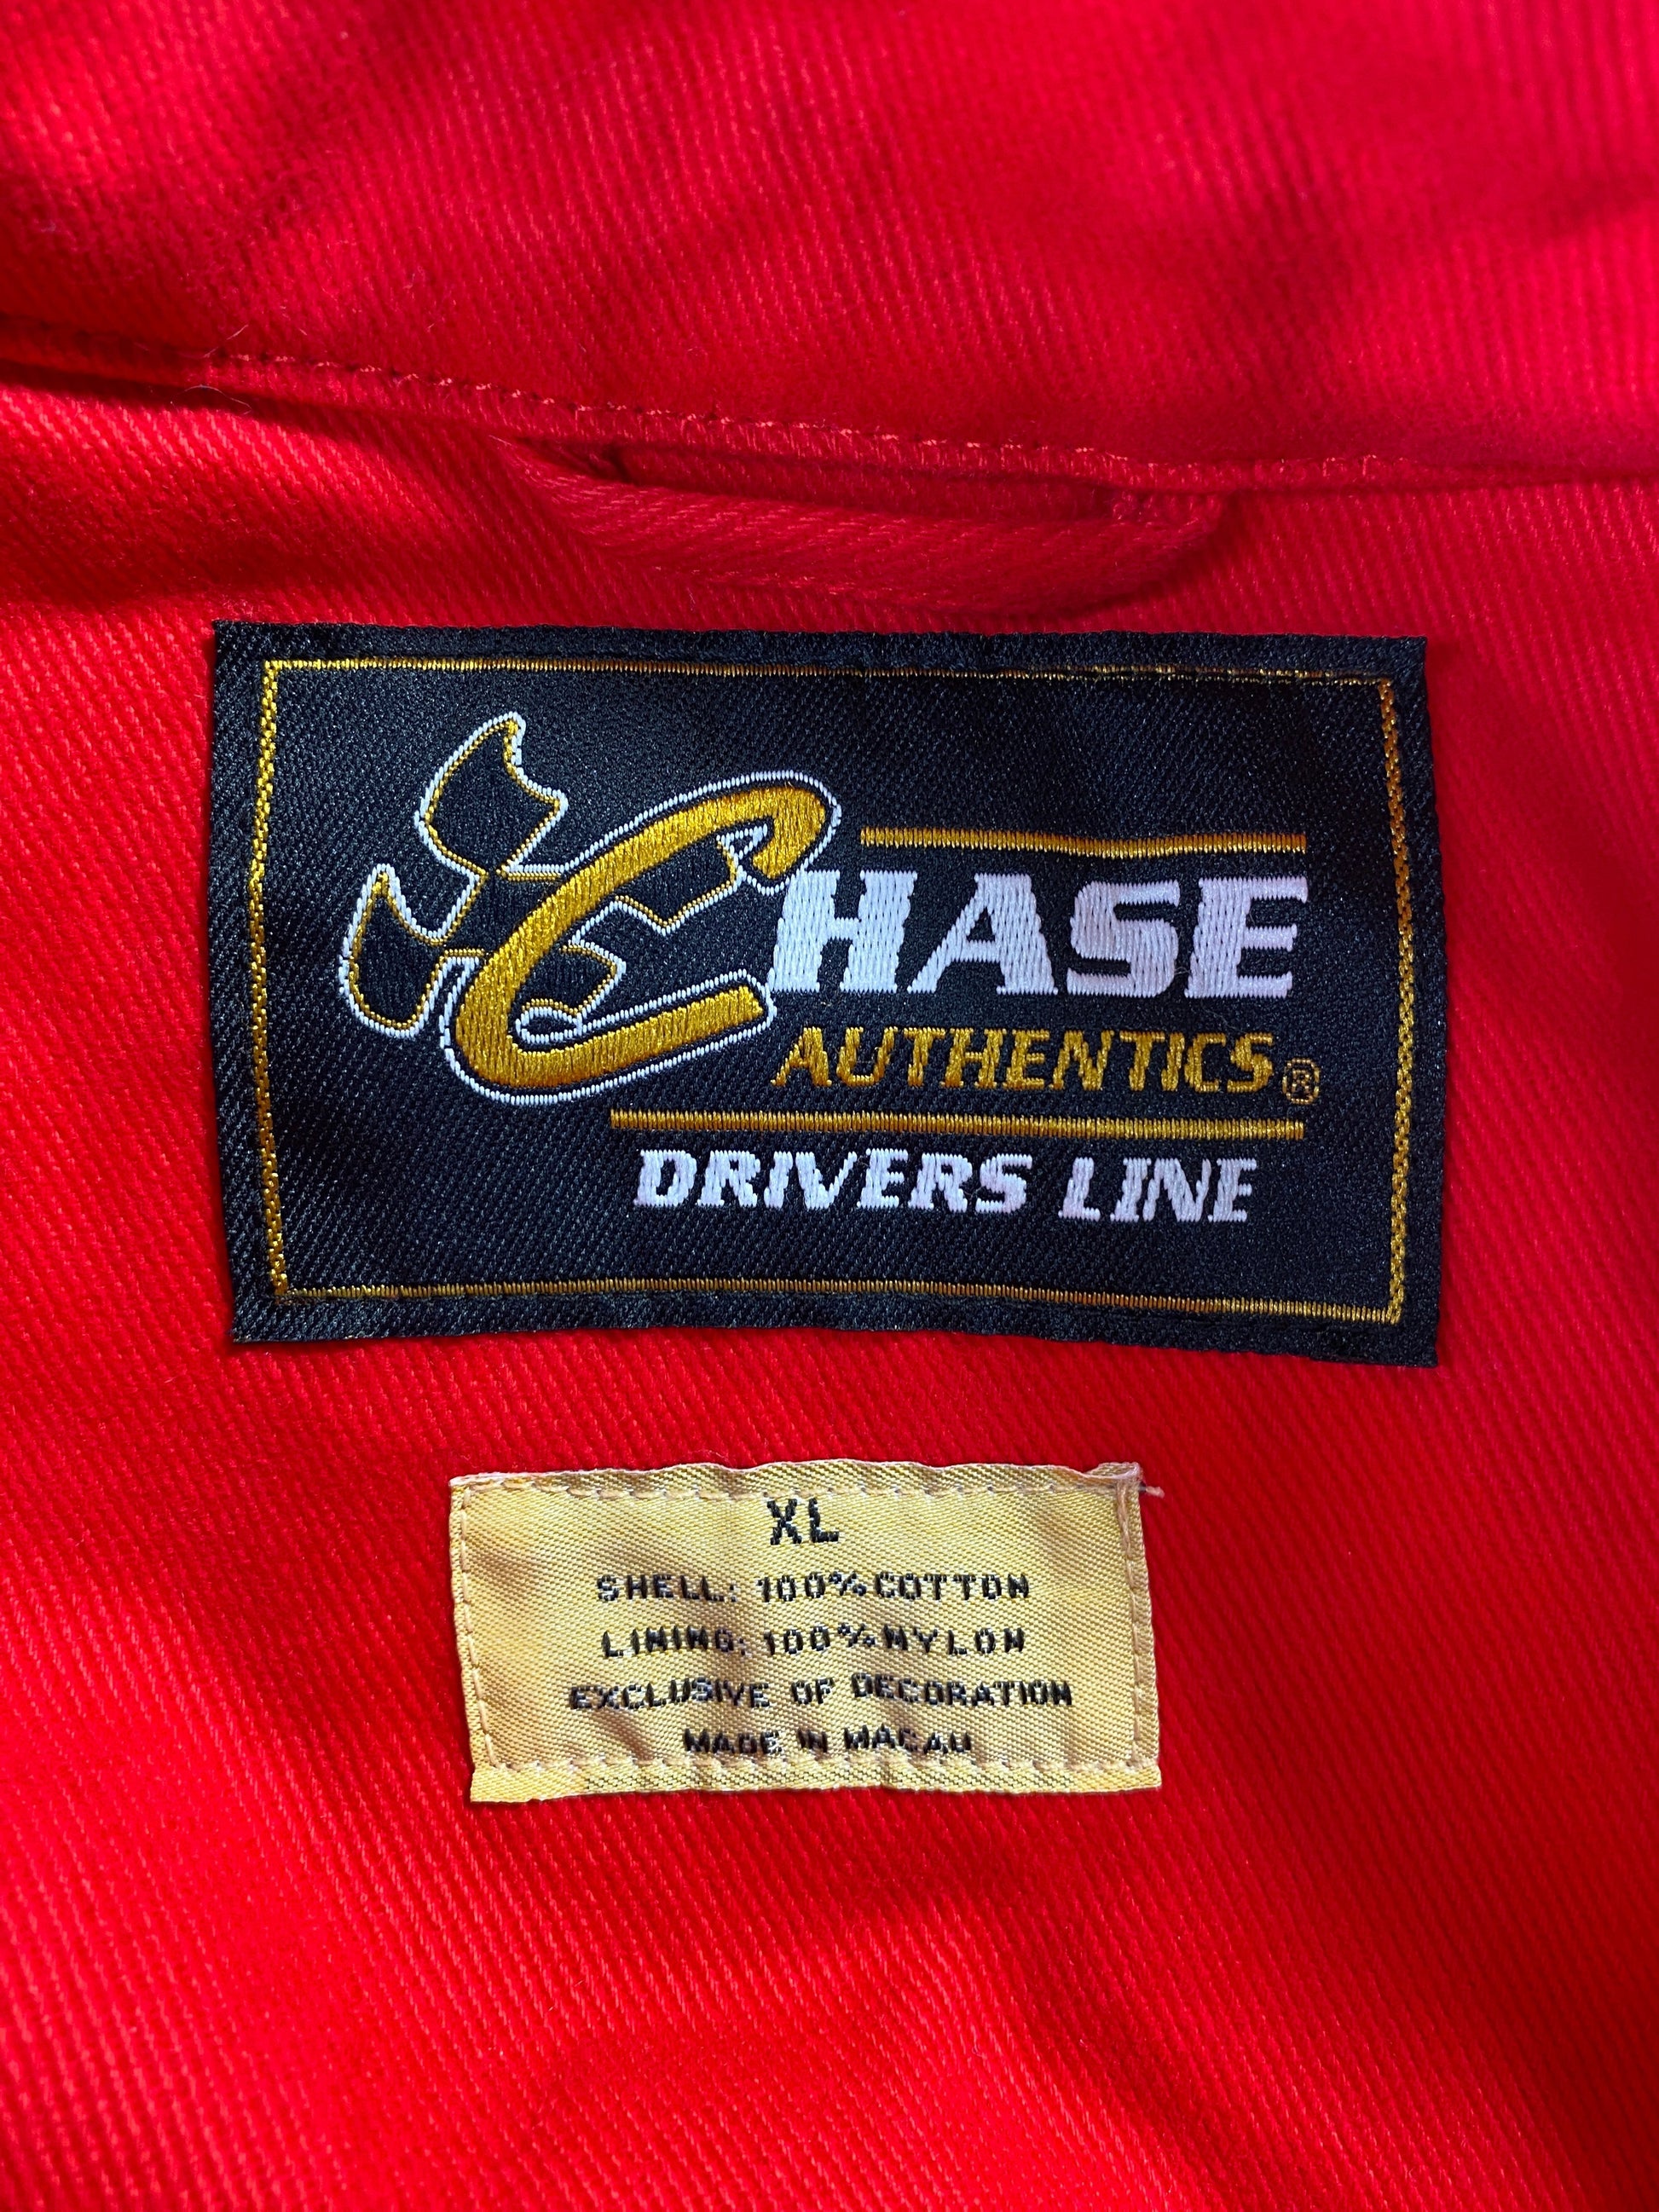 CHASE
AUTHENTICS®
DRIVERS LINE
XL
SHELL: 100% COTTON
LINING: 100% NYLON
EXCLUSIVE OF DECORATION
MADE IN MACAU